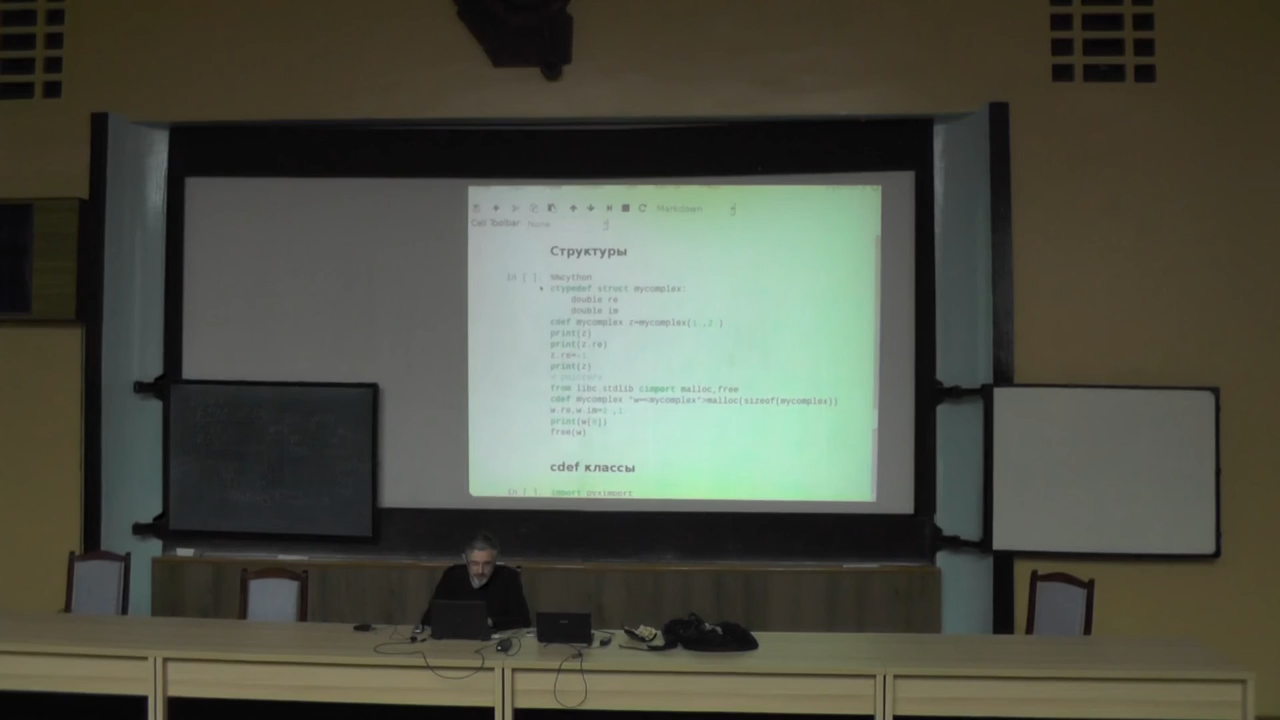 Markdown
Cell Toolbar: None
Структуры
In [ ]: %%cython
ctypedef struct mycomplex:
double re
double im
cdef mycomplex z=mycomplex(1.,2.)
print(z)
print(z.re)
z.re=-1
print(z)
from libc.stdlib cimport malloc,free
cdef mycomplex *w=<mycomplex*>malloc(sizeof(mycomplex))
w.re,w.im=
print(w[0])
free(w)
cdef классы
In [ ]: import pyximport